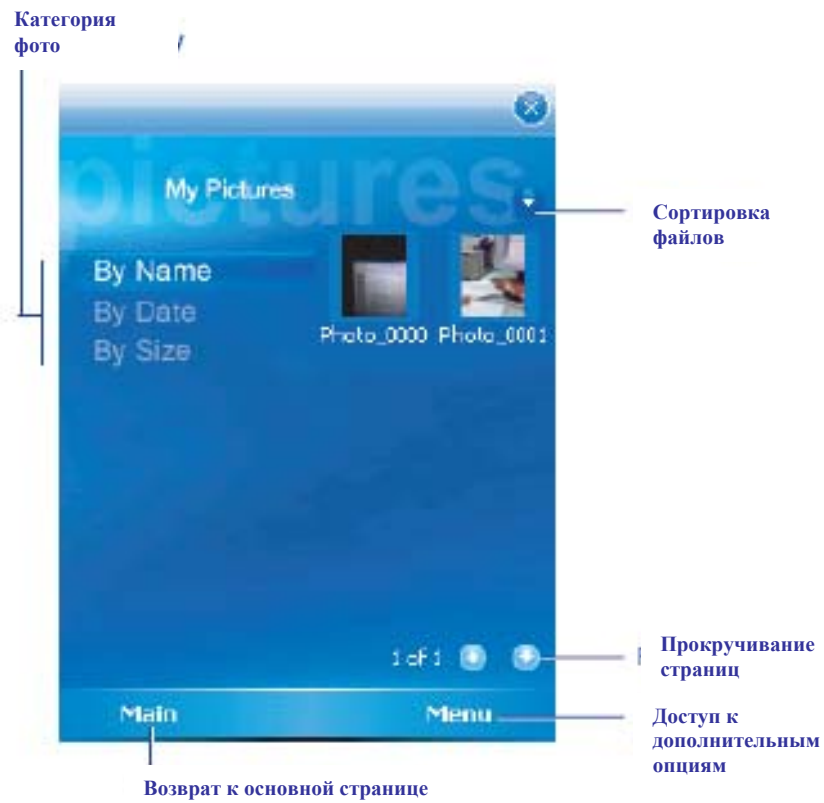 Категория
фото
pictures
My Pictures
Сортировка
файлов
By Name
By Date
By Size
Photo_0000 Photo_0001
1 of 1
Прокручивание
страниц
Main
Menu
Доступ к
дополнительным
опциям
Возврат к основной странице